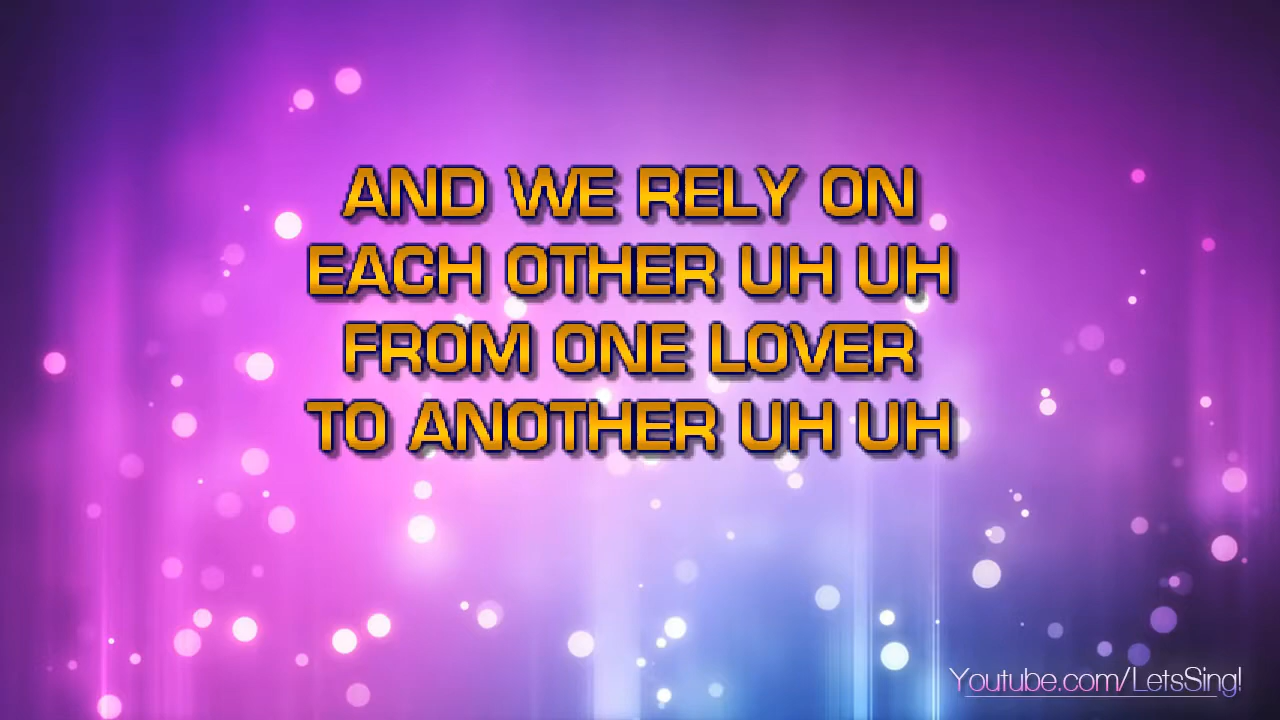 AND WE RELY ON
EACH OTHER UH UH
FROM ONE LOVER
TO ANOTHER UH UH
Youtube.com/LetsSing!